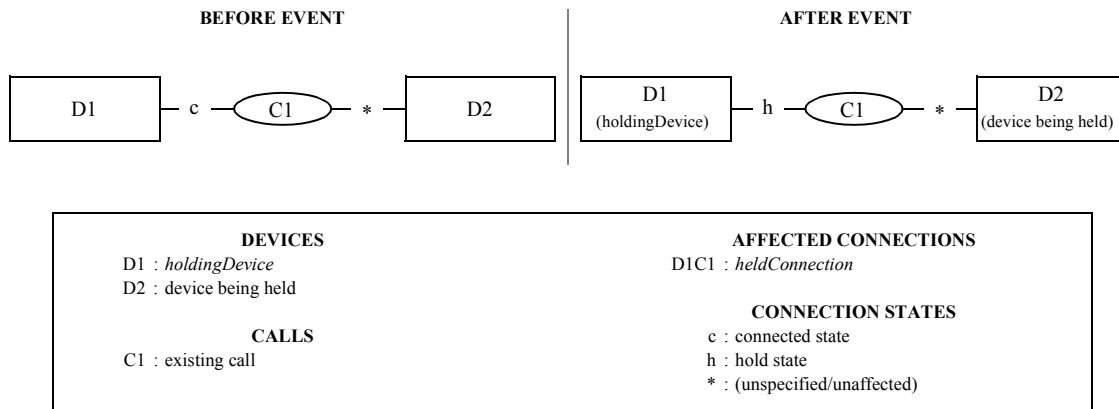 BEFORE EVENT
AFTER EVENT
D1
c
C1
*
D2
D1
(holdingDevice)
h
C1
*
D2
(device being held)
DEVICES
D1 : holdingDevice
D2 : device being held
CALLS
C1 : existing call
AFFECTED CONNECTIONS
D1C1 : heldConnection
CONNECTION STATES
c : connected state
h : hold state
* : (unspecified/unaffected)